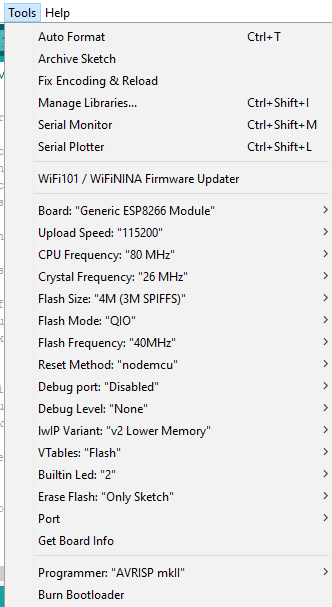 Tools Help
Auto Format Ctrl+T
Archive Sketch
Fix Encoding & Reload
Manage Libraries... Ctrl+Shift+I
Serial Monitor Ctrl+Shift+M
Serial Plotter Ctrl+Shift+L
WiFi101 / WiFiNINA Firmware Updater
Board: "Generic ESP8266 Module"
Upload Speed: "115200"
CPU Frequency: "80 MHz"
Crystal Frequency: "26 MHz"
Flash Size: "4M (3M SPIFFS)"
Flash Mode: "QIO"
Flash Frequency: "40MHz"
Reset Method: "nodemcu"
Debug port: "Disabled"
Debug Level: "None"
lwIP Variant: "v2 Lower Memory"
VTables: "Flash"
Builtin Led: "2"
Erase Flash: "Only Sketch"
Port
Get Board Info
Programmer: "AVRISP mkII"
Burn Bootloader